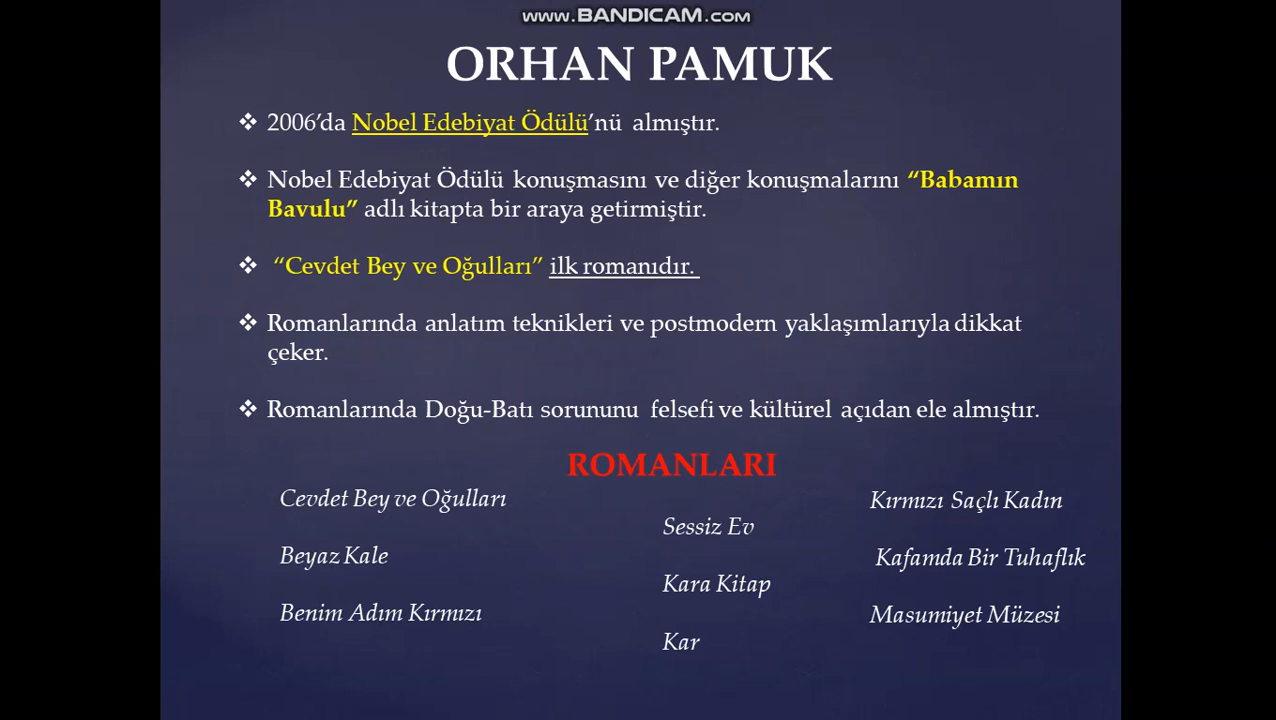 www.BANDICAM.com
ORHAN PAMUK
❖ 2006’da Nobel Edebiyat Ödülü’nü almıştır.
❖ Nobel Edebiyat Ödülü konuşmasını ve diğer konuşmalarını “Babamın
Bavulu” adlı kitapta bir araya getirmiştir.
❖ “Cevdet Bey ve Oğulları” ilk romanıdır.
❖ Romanlarında anlatım teknikleri ve postmodern yaklaşımlarıyla dikkat
çeker.
❖ Romanlarında Doğu-Batı sorununu felsefi ve kültürel açıdan ele almıştır.
ROMANLARI
Cevdet Bey ve Oğulları
Beyaz Kale
Benim Adım Kırmızı
Sessiz Ev
Kara Kitap
Kar
Kırmızı Saçlı Kadın
Kafamda Bir Tuhaflık
Masumiyet Müzesi